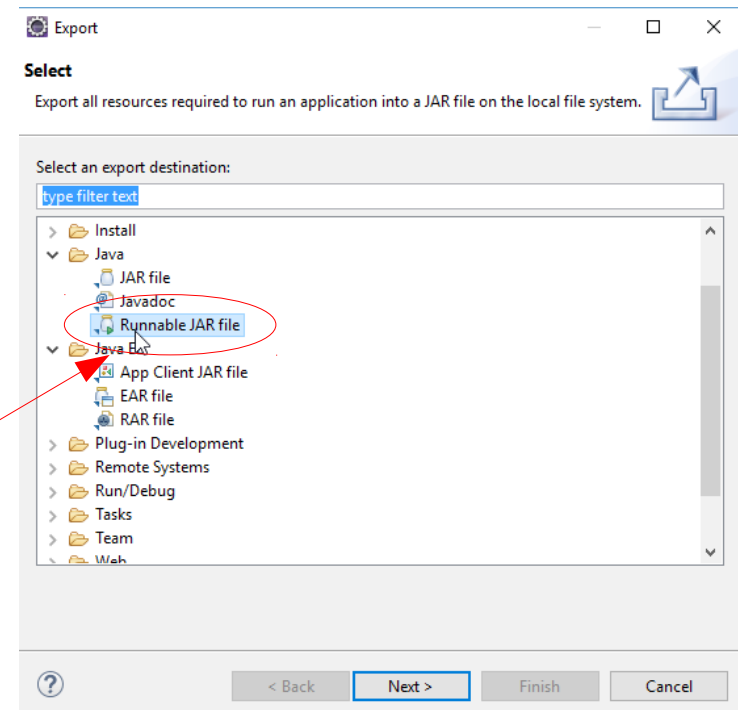 Export
Select
Export all resources required to run an application into a JAR file on the local file system.
Select an export destination:
type filter text
Install
Java
JAR file
Javadoc
Runnable JAR file
Java
App Client JAR file
EAR file
RAR file
Plug-in Development
Remote Systems
Run/Debug
Tasks
Team
Web
< Back Next > Finish Cancel